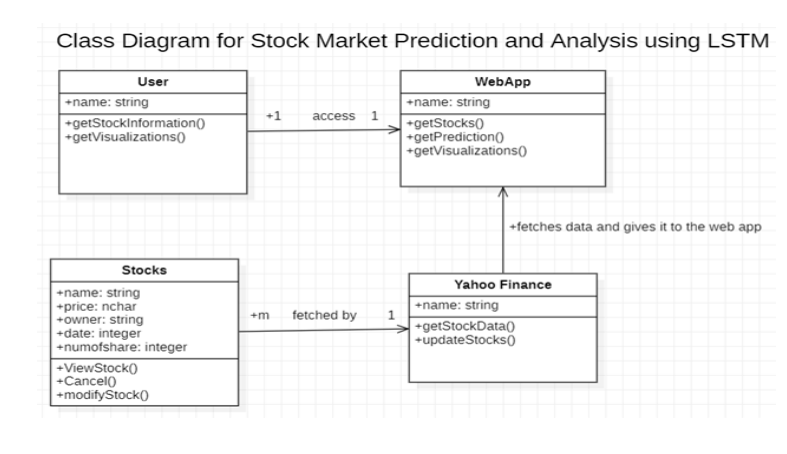 Class Diagram for Stock Market Prediction and Analysis using LSTM
User
+name: string
+getStockInformation()
+getVisualizations()
+1 access 1
WebApp
+name: string
+getStocks()
+getPrediction()
+getVisualizations()
+fetches data and gives it to the web app
Stocks
+name: string
+price: nchar
+owner: string
+date: integer
+numofshare: integer
+ViewStock()
+Cancel()
+modifyStock()
+m fetched by 1
Yahoo Finance
+name: string
+getStockData()
+updateStocks()